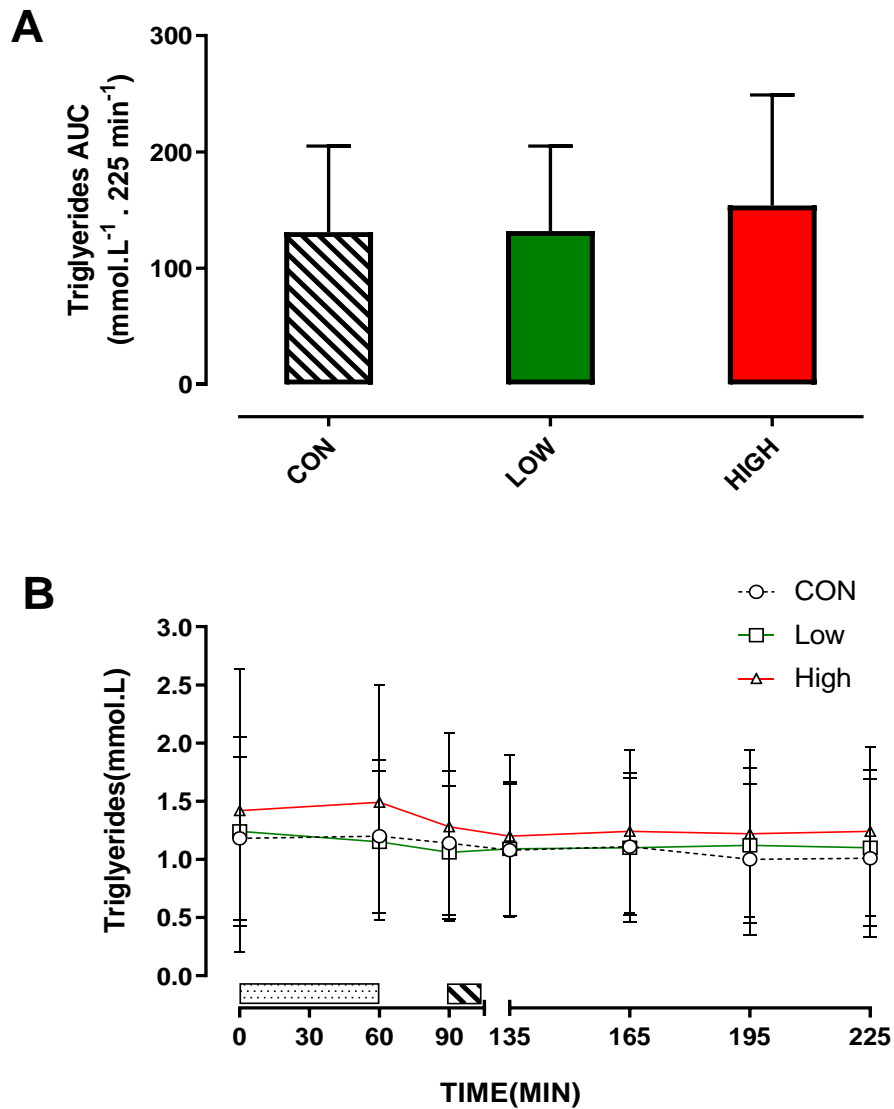 A
Triglyerides AUC
(mmol.L⁻¹ . 225 min⁻¹)
300
200
100
0
CON
LOW
HIGH
B
CON
Low
High
Triglyerides(mmol.L)
3.0
2.5
2.0
1.5
1.0
0.5
0.0
0 30 60 90 135 165 195 225
TIME(MIN)